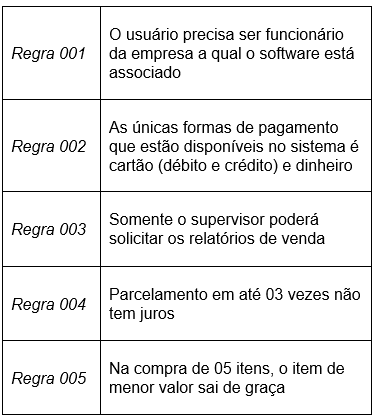 Regra 001
O usuário precisa ser funcionário
da empresa a qual o software está
associado
Regra 002
As únicas formas de pagamento
que estão disponíveis no sistema é
cartão (débito e crédito) e dinheiro
Regra 003
Somente o supervisor poderá
solicitar os relatórios de venda
Regra 004
Parcelamento em até 03 vezes não
tem juros
Regra 005
Na compra de 05 itens, o item de
menor valor sai de graça